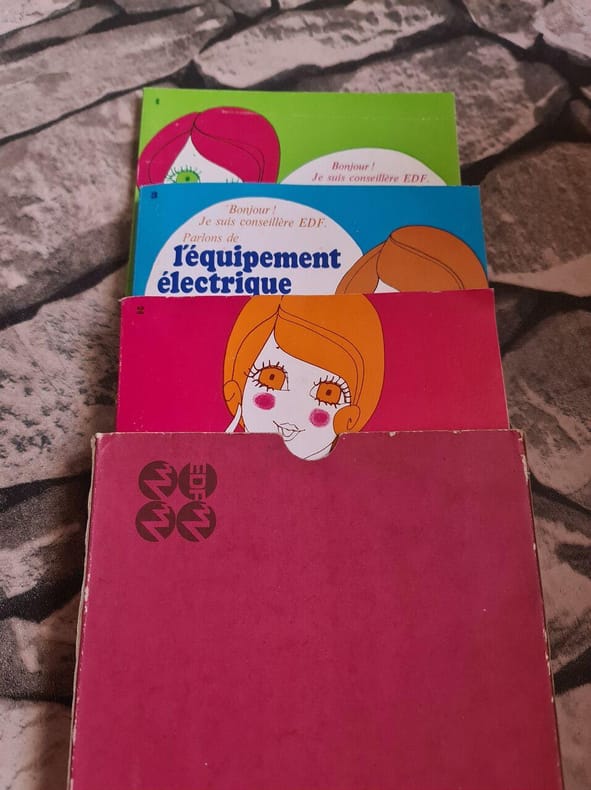 Bonjour !
Je suis conseillère EDF.
Bonjour !
Je suis conseillère EDF.
Parlons de
l'équipement
électrique
EDF